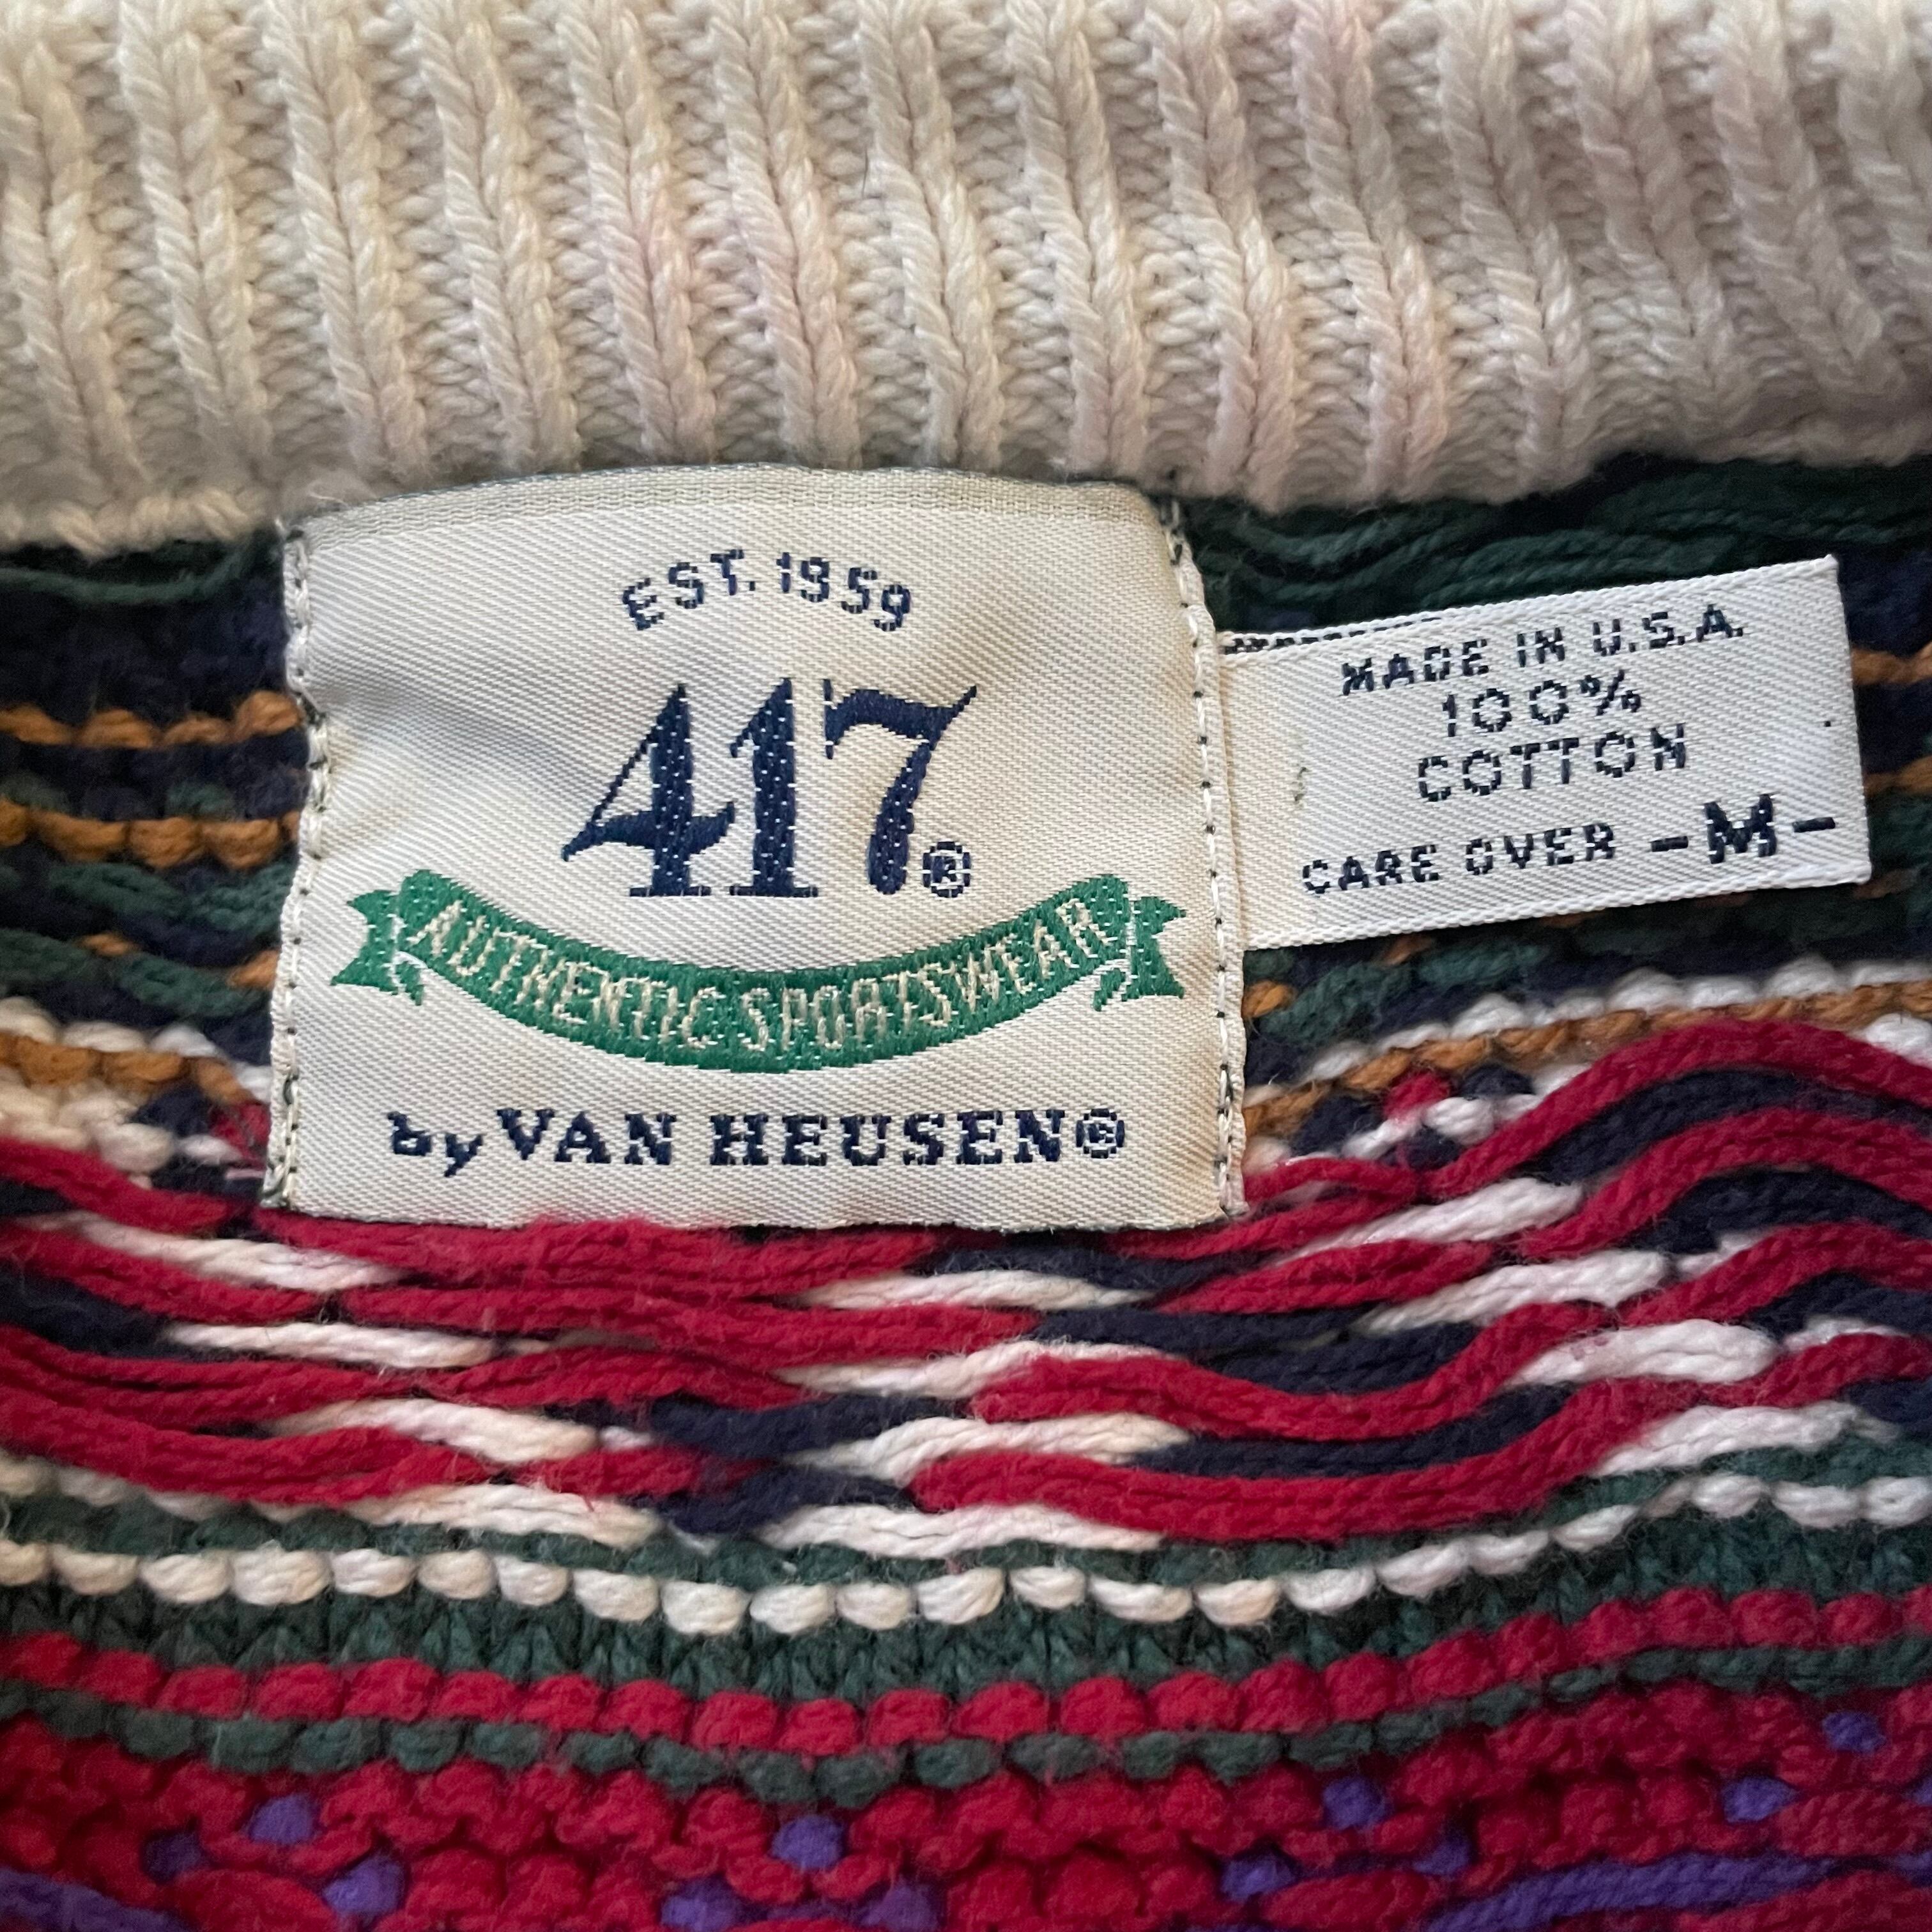 EST. 1959
417®
AUTHENTIC SPORTSWEAR
by VAN HEUSEN®
MADE IN U.S.A.
100%
COTTON
CARE OVER -M-